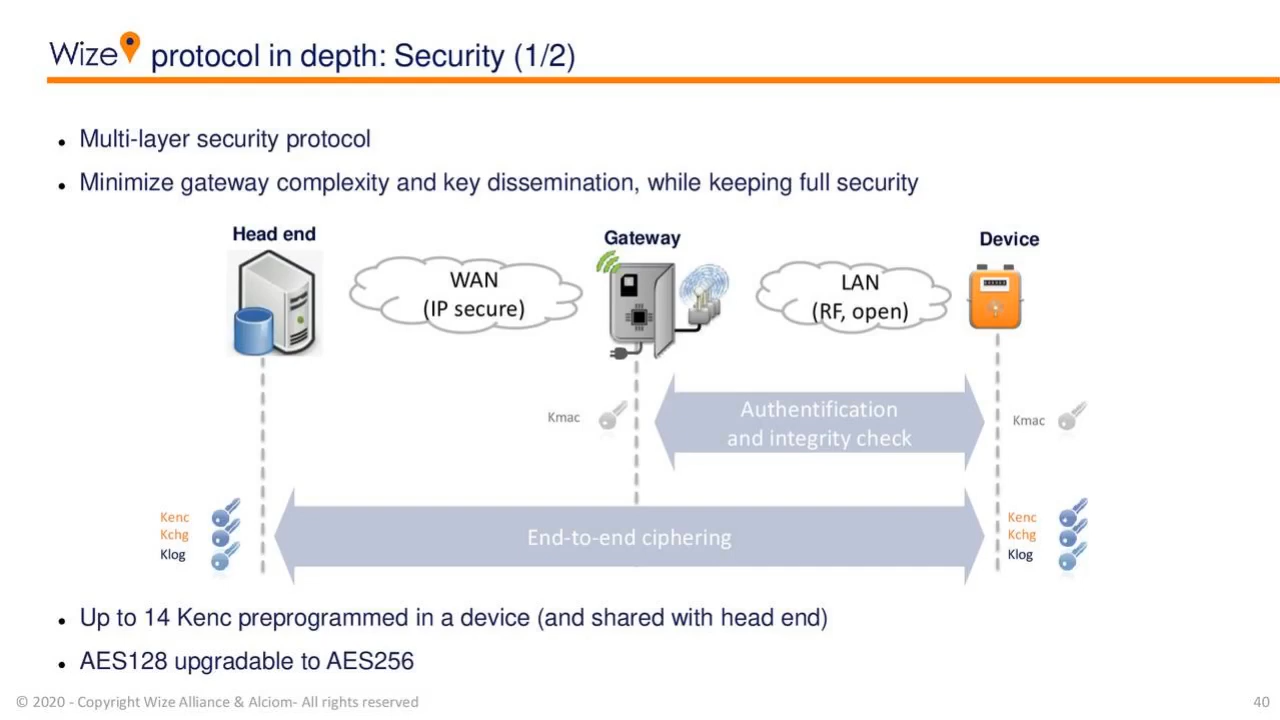 Wize protocol in depth: Security (1/2)
• Multi-layer security protocol
• Minimize gateway complexity and key dissemination, while keeping full security
Head end
Gateway
Device
WAN
(IP secure)
LAN
(RF, open)
Kmac
Authentification
and integrity check
Kmac
Kenc
Kchg
Klog
End-to-end ciphering
Kenc
Kchg
Klog
• Up to 14 Kenc preprogrammed in a device (and shared with head end)
• AES128 upgradable to AES256
© 2020 - Copyright Wize Alliance & Alciom- All rights reserved
40